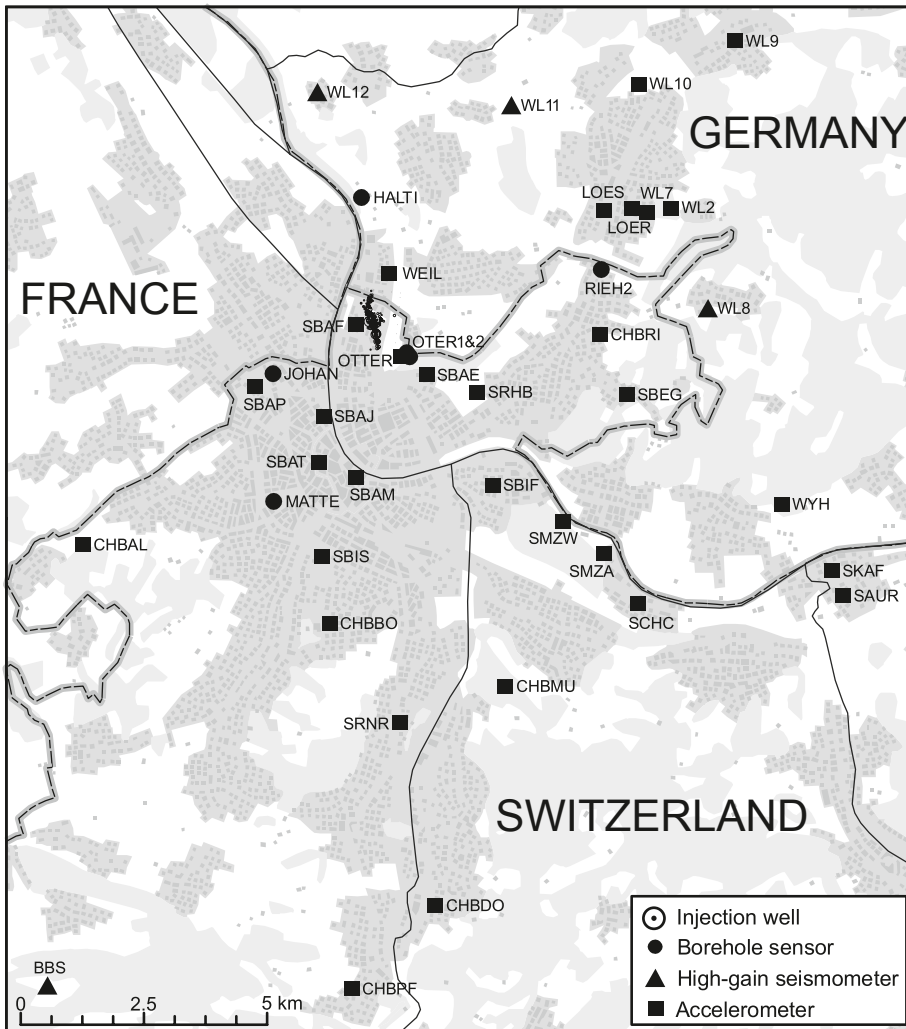 WL9
WL10
WL12
WL11
GERMANY
HALTI
LOES
WL7
WL2
LOER
WEIL
RIEH2
FRANCE
WL8
SBAF
CHBRI
OTER1&2
OTTER
JOHAN
SBAE
SBAP
SRHB
SBEG
SBAJ
SBAT
SBAM
SBIF
MATTE
WYH
SMZW
CHBAL
SBIS
SMZA
SKAF
SAUR
SCHC
CHBBO
CHBMU
SRNR
SWITZERLAND
CHBDO
Injection well
Borehole sensor
High-gain seismometer
Accelerometer
BBS
CHBPF
0 2.5 5 km